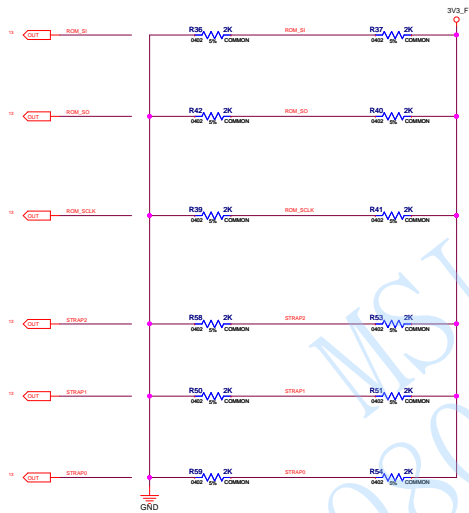 3V3_F
R36 2K R37 2K
OUT ROM_SI ROM_SI
0402 5% COMMON 0402 5% COMMON
R42 2K R40 2K
OUT ROM_SO ROM_SO
0402 5% COMMON 0402 5% COMMON
R39 2K R41 2K
OUT ROM_SCLK ROM_SCLK
0402 5% COMMON 0402 5% COMMON
R58 2K R53 2K
OUT STRAP2 STRAP2
0402 5% COMMON 0402 5% COMMON
R50 2K R51 2K
OUT STRAP1 STRAP1
0402 5% COMMON 0402 5% COMMON
R59 2K R54 2K
OUT STRAP0 STRAP0
0402 5% COMMON 0402 5% COMMON
GND
MSI